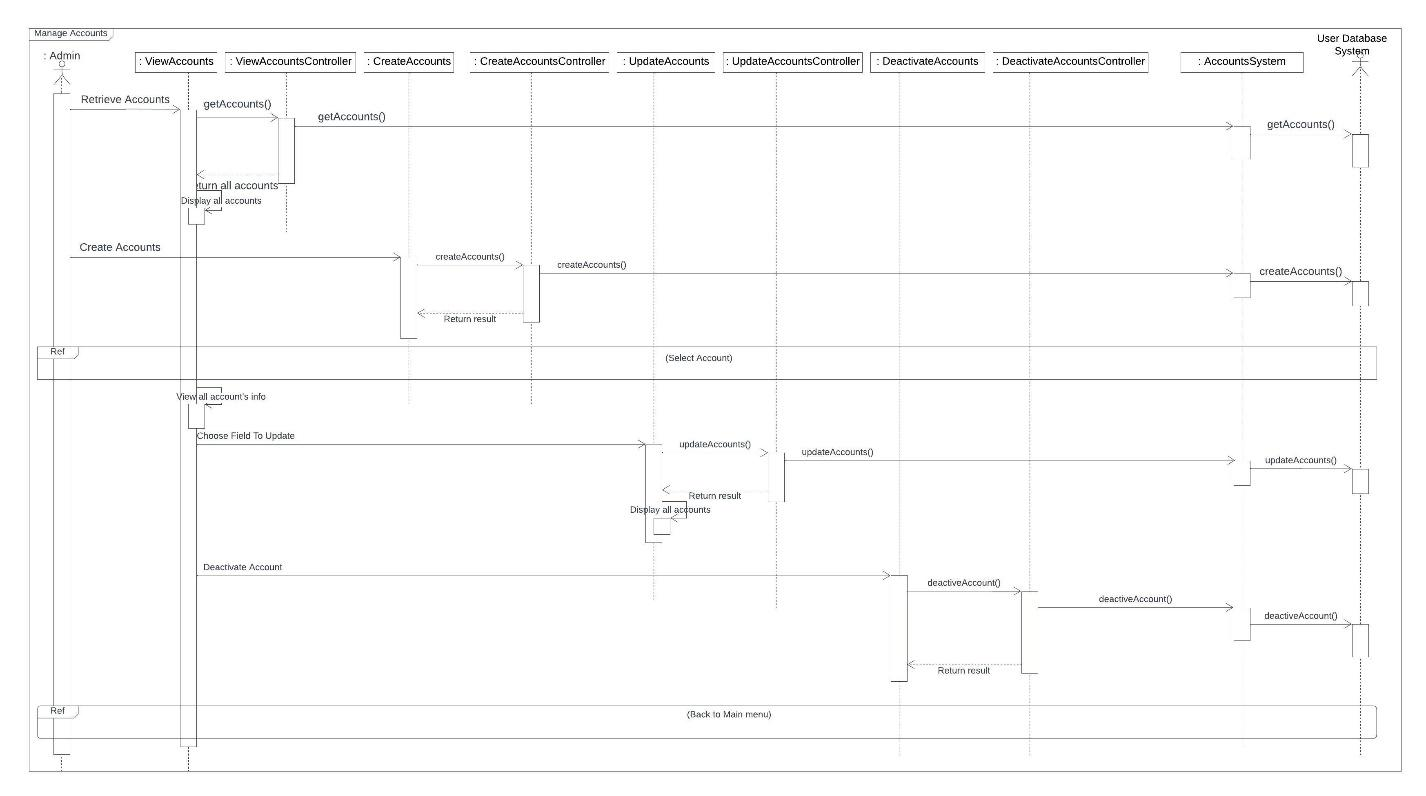 Manage Accounts
: Admin
: ViewAccounts
: ViewAccountsController
: CreateAccounts
: CreateAccountsController
: UpdateAccounts
: UpdateAccountsController
: DeactivateAccounts
: DeactivateAccountsController
: AccountsSystem
User Database
System
Retrieve Accounts
getAccounts()
getAccounts()
getAccounts()
eturn all accounts
Display all accounts
Create Accounts
createAccounts()
createAccounts()
createAccounts()
Return result
Ref
(Select Account)
View all account's info
Choose Field To Update
updateAccounts()
updateAccounts()
updateAccounts()
Return result
Display all accounts
Deactivate Account
deactiveAccount()
deactiveAccount()
deactiveAccount()
Return result
Ref
(Back to Main menu)